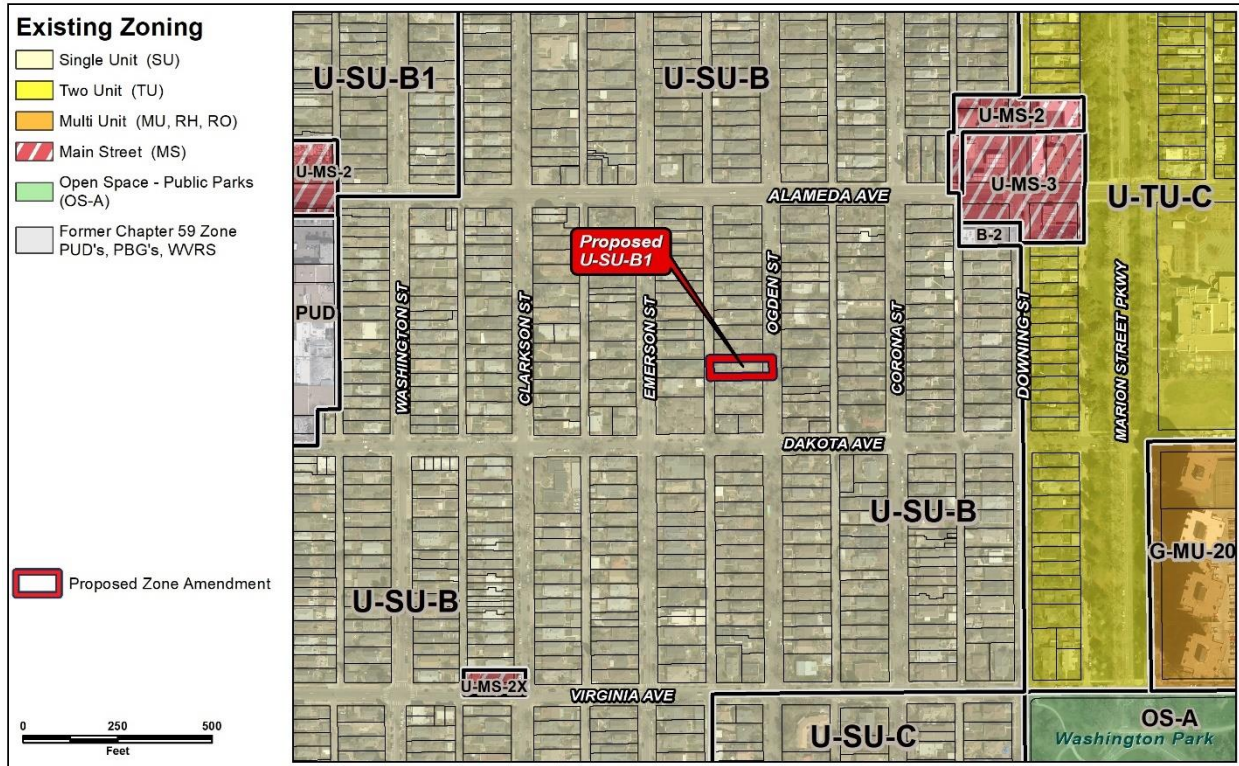 Existing Zoning
Single Unit (SU)
Two Unit (TU)
Multi Unit (MU, RH, RO)
Main Street (MS)
Open Space - Public Parks
(OS-A)
Former Chapter 59 Zone
PUD's, PBG's, WVRS
Proposed Zone Amendment
0 250 500
Feet
U-SU-B1
U-SU-B
U-MS-2
U-MS-2
U-MS-3
ALAMEDA AVE
U-TU-C
B-2
Proposed
U-SU-B1
PUD
WASHINGTON ST
CLARKSON ST
EMERSON ST
OGDEN ST
CORONA ST
DOWNING ST
MARION STREET PKWY
DAKOTA AVE
U-SU-B
G-MU-20
U-SU-B
U-MS-2X
VIRGINIA AVE
U-SU-C
OS-A
Washington Park